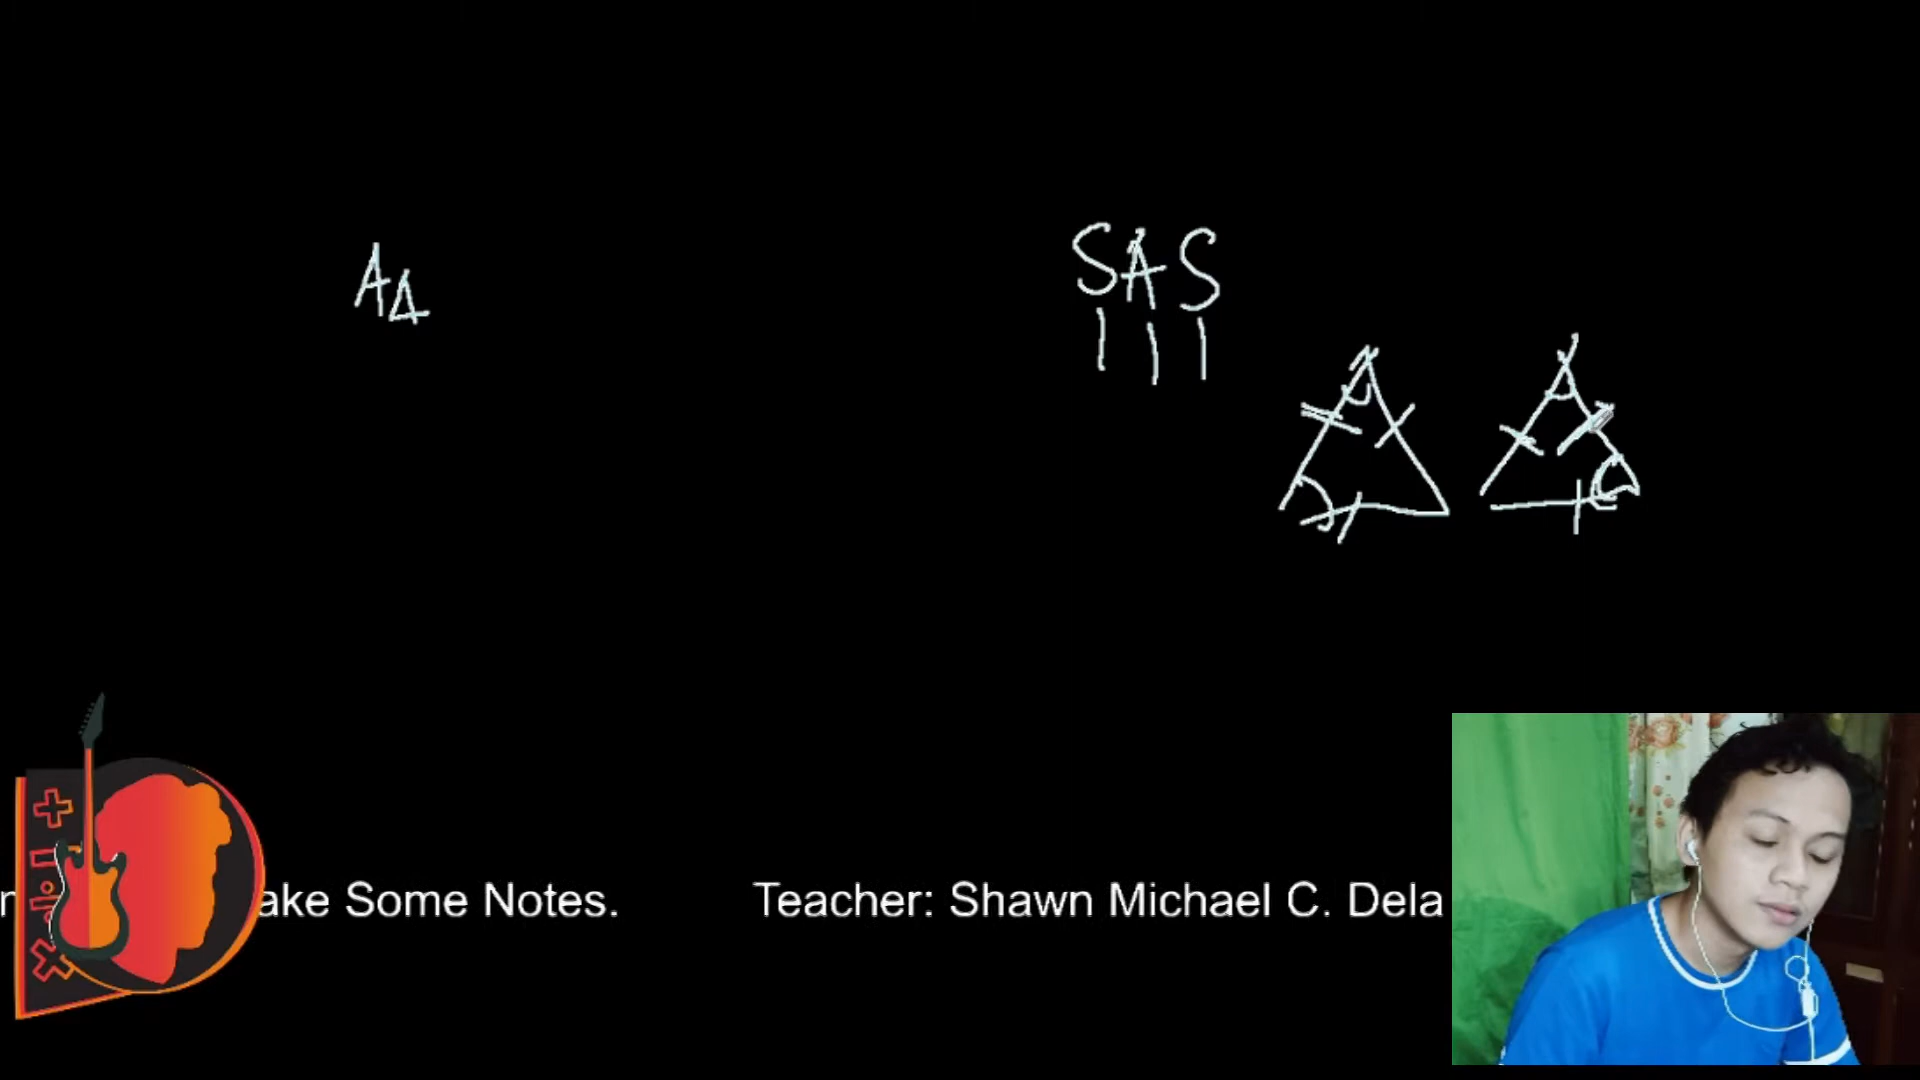 A△
SAS
ake Some Notes. Teacher: Shawn Michael C. Dela